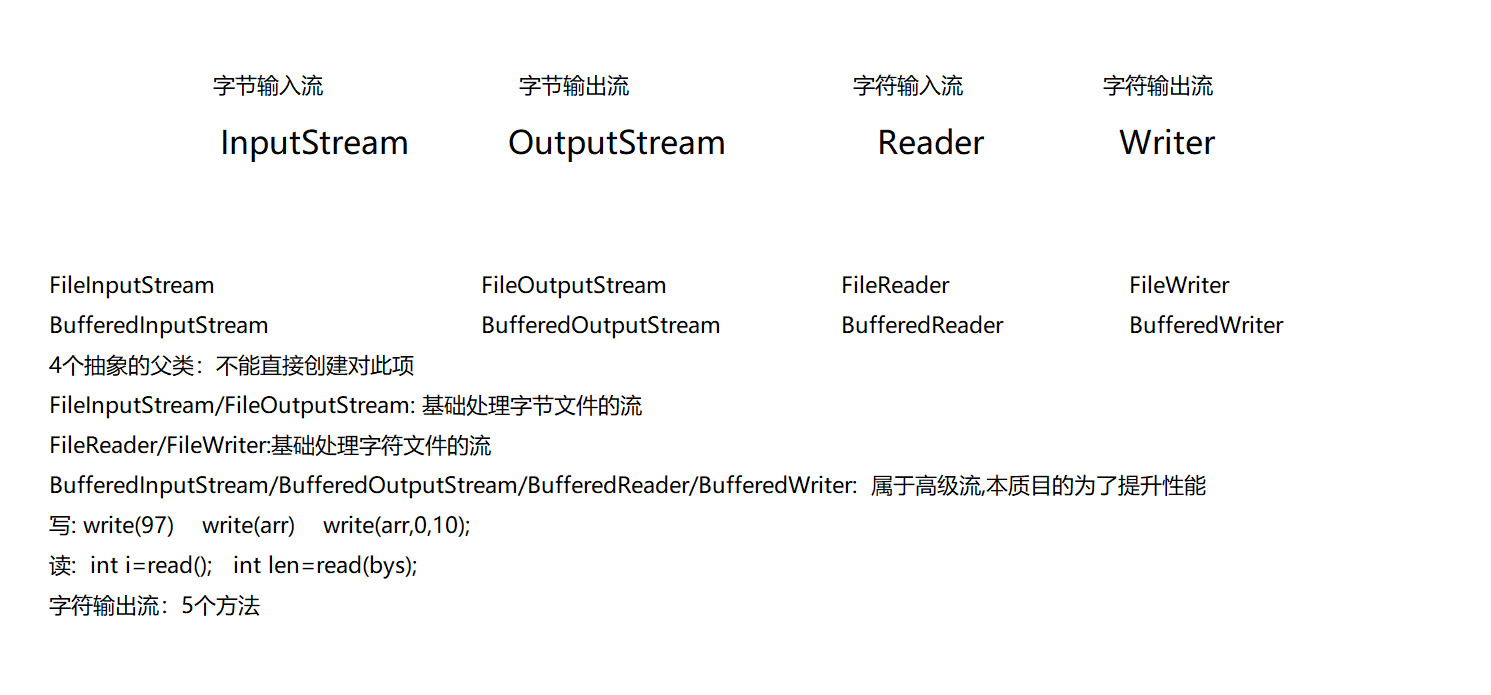 字节输入流 字节输出流 字符输入流 字符输出流
InputStream OutputStream Reader Writer
FileInputStream FileOutputStream FileReader FileWriter
BufferedInputStream BufferedOutputStream BufferedReader BufferedWriter
4个抽象的父类：不能直接创建对此项
FileInputStream/FileOutputStream: 基础处理字节文件的流
FileReader/FileWriter:基础处理字符文件的流
BufferedInputStream/BufferedOutputStream/BufferedReader/BufferedWriter: 属于高级流,本质目的为了提升性能
写: write(97) write(arr) write(arr,0,10);
读: int i=read(); int len=read(bys);
字符输出流：5个方法